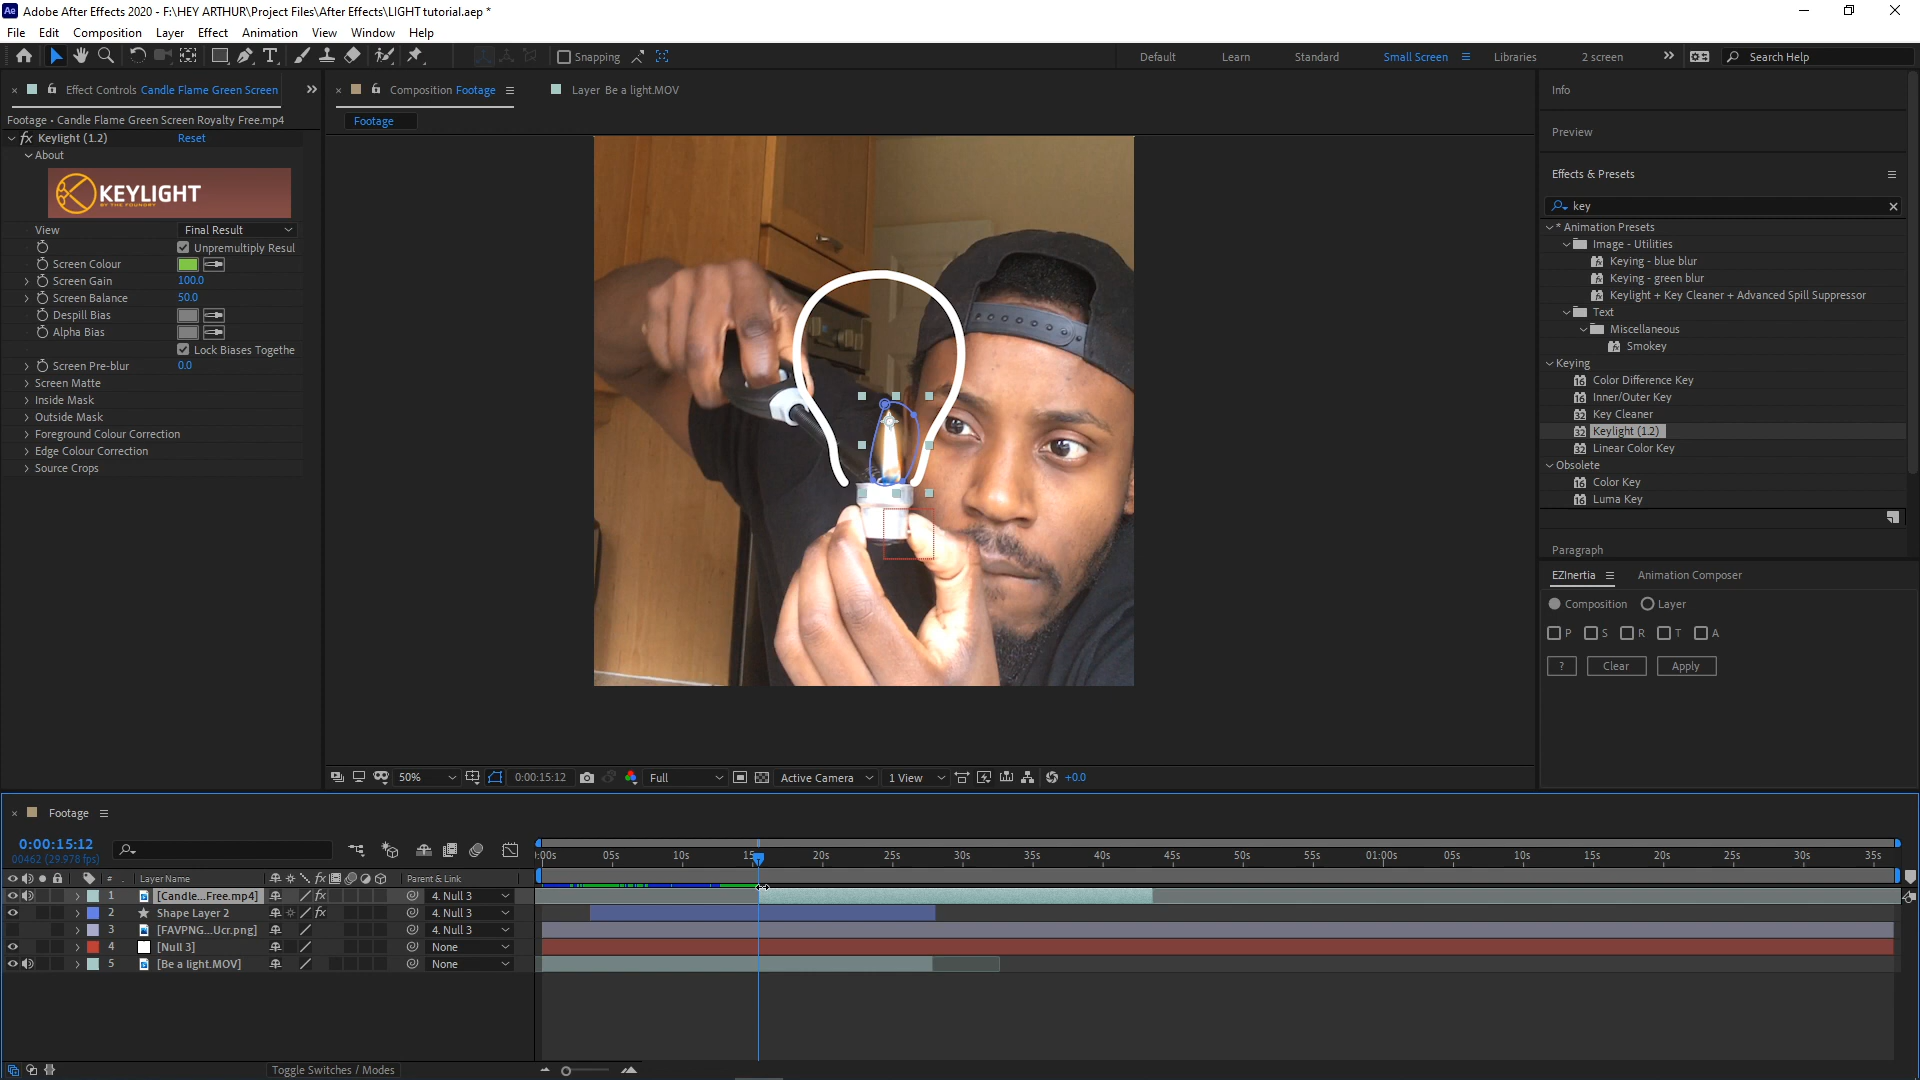 Adobe After Effects 2020 - F:\HEY ARTHUR\Project Files\After Effects\LIGHT tutorial.aep *
File Edit Composition Layer Effect Animation View Window Help
Snapping
Default Learn Standard Small Screen Libraries 2 screen Search Help
Effect Controls Candle Flame Green Screen
Composition Footage
Layer Be a light.MOV
Footage
Footage • Candle Flame Green Screen Royalty Free.mp4
fx Keylight (1.2) Reset
About
KEYLIGHT
BY THE FOUNDRY
View Final Result
Unpremultiply Resul
Screen Colour
Screen Gain 100.0
Screen Balance 50.0
Despill Bias
Alpha Bias
Lock Biases Togethe
Screen Pre-blur 0.0
Screen Matte
Inside Mask
Outside Mask
Foreground Colour Correction
Edge Colour Correction
Source Crops
50% 0:00:15:12 Full Active Camera 1 View +0.0
Info
Preview
Effects & Presets
key
* Animation Presets
Image - Utilities
Keying - blue blur
Keying - green blur
Keylight + Key Cleaner + Advanced Spill Suppressor
Text
Miscellaneous
Smokey
Keying
Color Difference Key
Inner/Outer Key
Key Cleaner
Keylight (1.2)
Linear Color Key
Obsolete
Color Key
Luma Key
Paragraph
EZInertia Animation Composer
Composition Layer
P S R T A
? Clear Apply
Footage
0:00:15:12
00462 (29.978 fps)
:00s 05s 10s 15s 20s 25s 30s 35s 40s 45s 50s 55s 01:00s 05s 10s 15s 20s 25s 30s 35s
# Layer Name fx Parent & Link
1 [Candle...Free.mp4] fx 4. Null 3
2 Shape Layer 2 fx 4. Null 3
3 [FAVPNG...Ucr.png] 4. Null 3
4 [Null 3] None
5 [Be a light.MOV] None
Toggle Switches / Modes